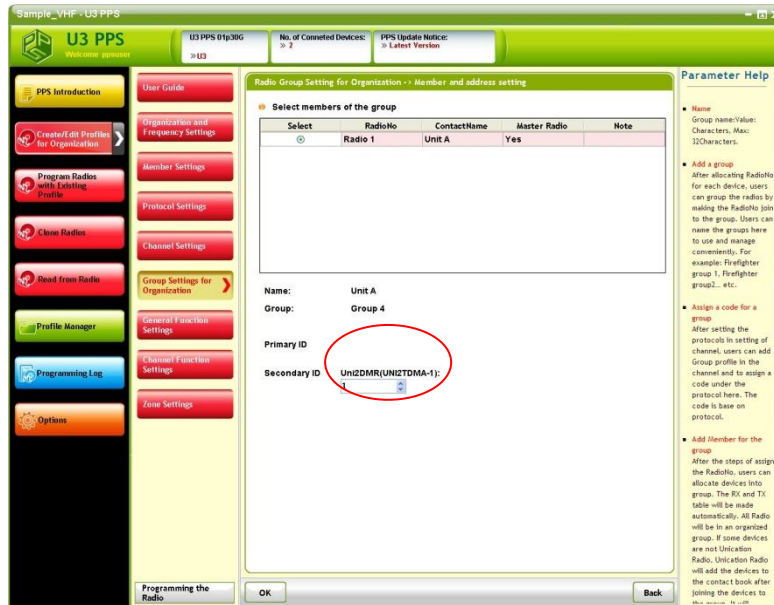 Sample_VHF - U3 PPS
U3 PPS
Welcome ppsuser
U3 PPS 01p30G
»U3
No. of Conneted Devices:
» 2
PPS Update Notice:
» Latest Version
PPS Introduction
Create/Edit Profiles
for Organization
Program Radios
with Existing
Profile
Clone Radios
Read from Radio
Profile Manager
Programming Log
Options
User Guide
Organization and
Frequency Settings
Member Settings
Protocol Settings
Channel Settings
Group Settings for
Organization
General Function
Settings
Channel Function
Settings
Zone Settings
Programming the
Radio
Radio Group Setting for Organization -> Member and address
setting
Select members of the group
Select RadioNo ContactName Master Radio Note
Radio 1 Unit A Yes
Name: Unit A
Group: Group 4
Primary ID
Secondary ID Uni2DMR(UNI2TDMA-1):
1
OK
Back
Parameter Help
Name
Group name:Value:
Characters, Max:
32Characters.
Add a group
After allocating RadioNo
for each device, users
can group the radios by
making the RadioNo join
to the group. Users can
name the groups here
to use and manage
conveniently. For
example: Firefighter
group 1, Firefighter
group2... etc.
Assign a code for a
group
After setting the
protocols in setting of
channel, users can add
Group profile in the
channel and to assign a
code under the
protocol here. The
code is base on
protocol.
Add Member for the
group
After the steps of assign
the RadioNo, users can
allocate devices into
group. The RX and TX
table will be made
automatically. All Radio
will be in an organized
group. If some devices
are not Unication
Radio, Unication Radio
will add the devices to
the contact book after
joining the devices to
the group. It will